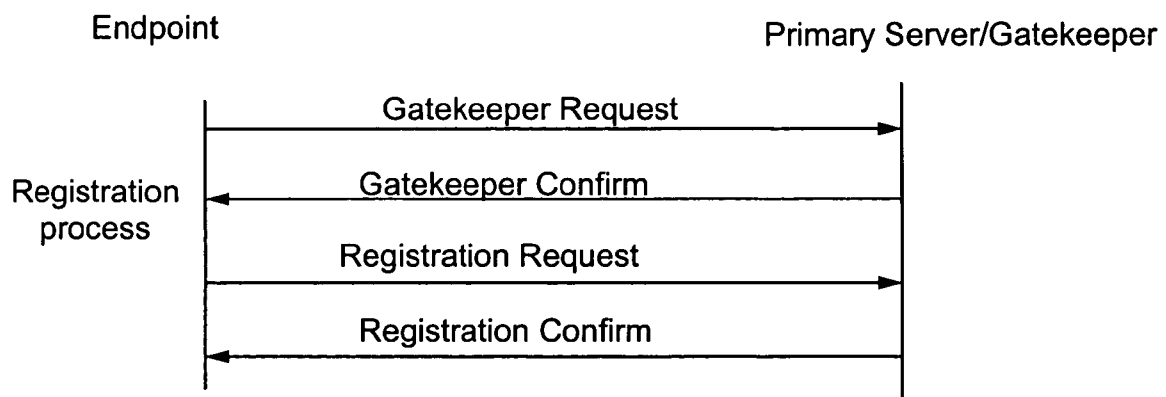 Endpoint
Primary Server/Gatekeeper
Gatekeeper Request
Gatekeeper Confirm
Registration
process
Registration Request
Registration Confirm